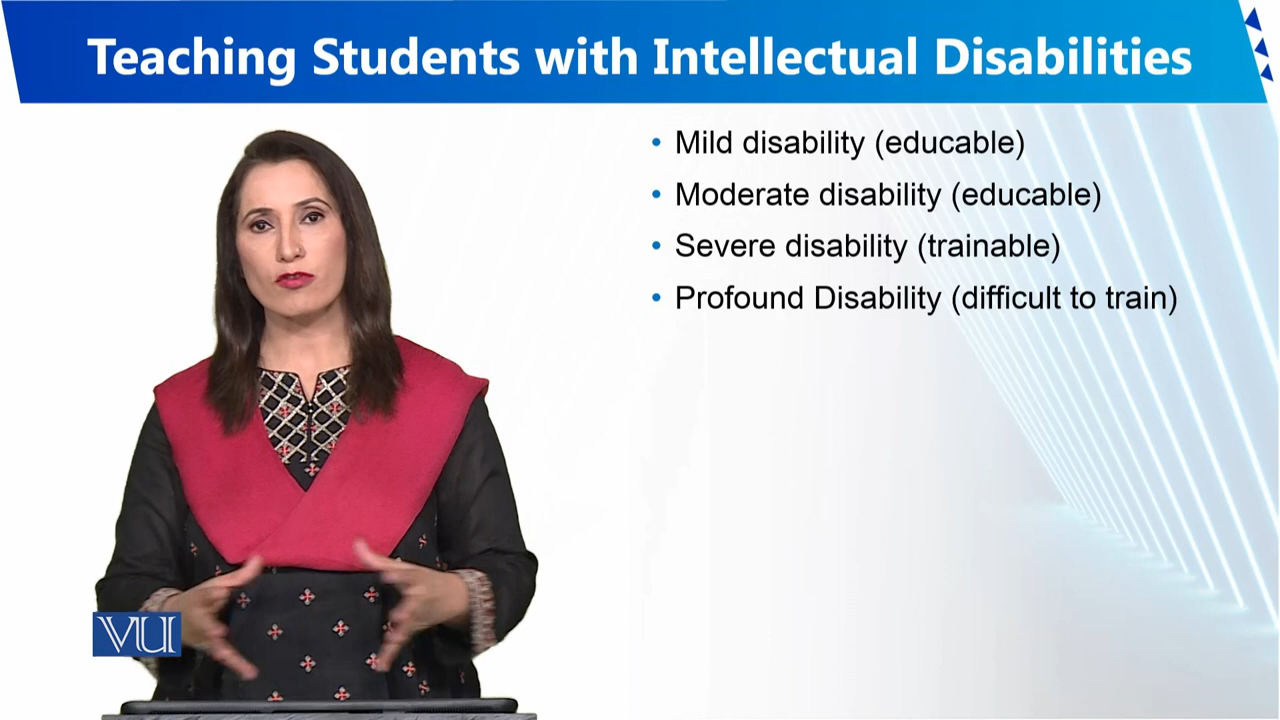 Teaching Students with Intellectual Disabilities
• Mild disability (educable)
• Moderate disability (educable)
• Severe disability (trainable)
• Profound Disability (difficult to train)
VU